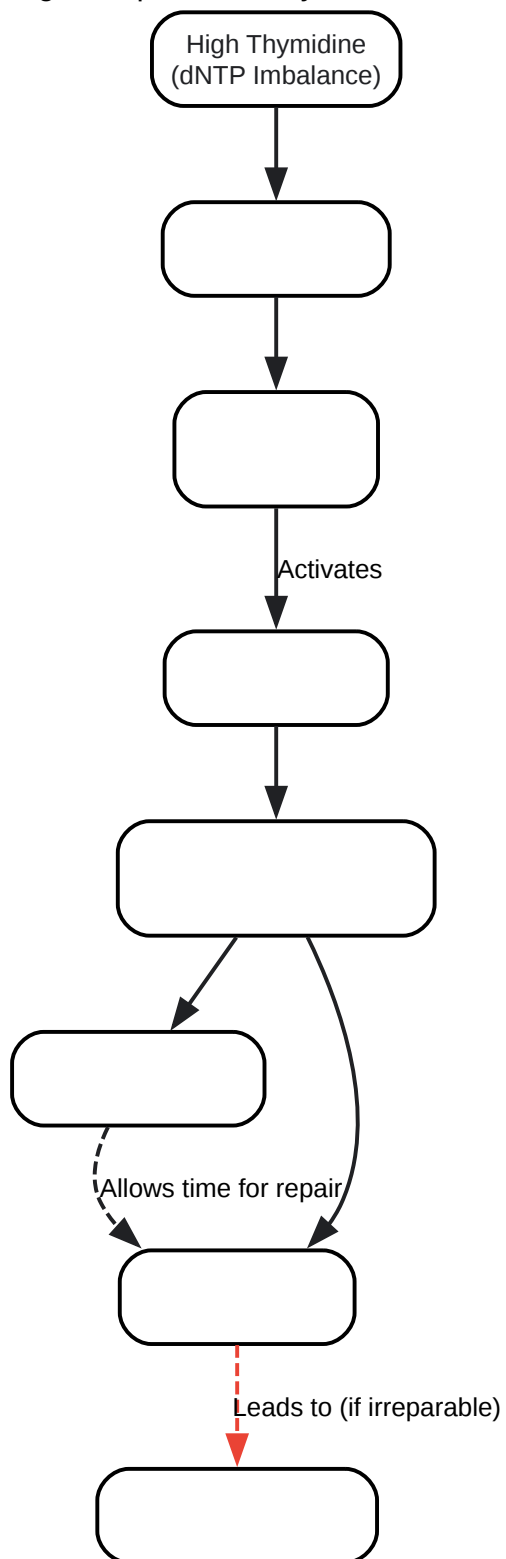 High Thymidine
(dNTP Imbalance)
Activates
Allows time for repair
Leads to (if irreparable)